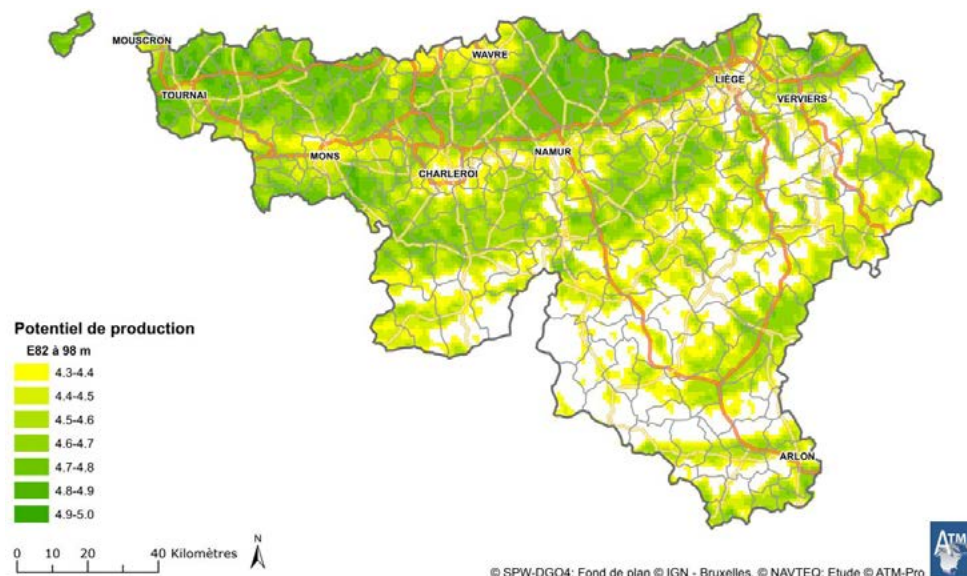 MOUSCRON
WAVRE
LIÈGE
TOURNAI
VERVIERS
MONS
NAMUR
CHARLEROI
Potentiel de production
E82 à 98 m
4.3-4.4
4.4-4.5
4.5-4.6
4.6-4.7
4.7-4.8
4.8-4.9
4.9-5.0
ARLON
N
0 10 20 40 Kilomètres
ATM
© SPW-DGO4; Fond de plan © IGN - Bruxelles, © NAVTEQ; Etude © ATM-Pro